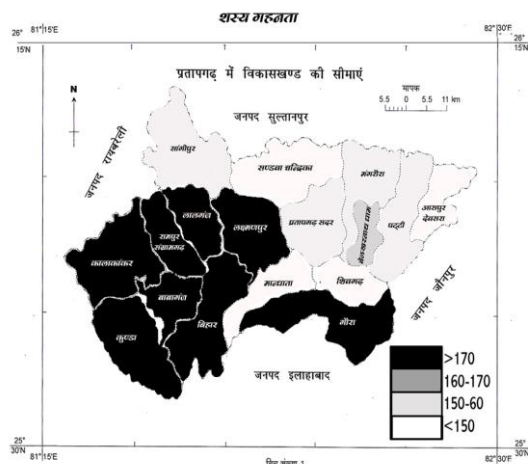 शस्य गहनता
81° 15'E
82° 30'E
26°
15'N
26°
15'N
प्रतापगढ़ में विकासखण्ड की सीमाएं
मापक
5.5 0 5.5 11 km
N
जनपद सुल्तानपुर
जनपद रायबरेली
सांगीपुर
सण्डवा चन्द्रिका
मंगरौरा
आसपुर
देवसरा
लालगंज
लक्ष्मणपुर
प्रतापगढ़ सदर
पट्टी
रामपुर
संग्रामगढ़
कालाकांकर
बाबागंज
मान्धाता
शिवगढ़
बिहार
गौरा
कुण्डा
जनपद जौनपुर
जनपद इलाहाबाद
>170
160-170
150-60
<150
25°
30'N
25°
30'N
81° 15'E
82° 30'E